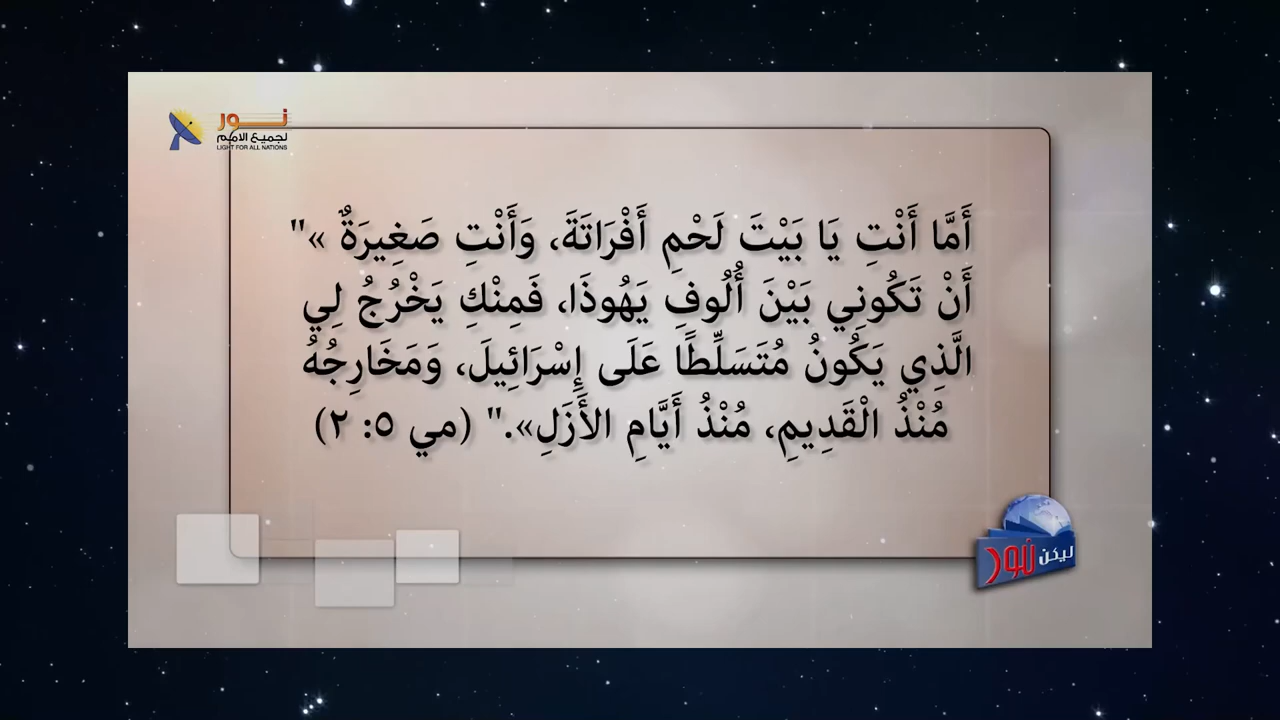 نور
لجميع الامم
LIGHT FOR ALL NATIONS
أَمَّا أَنْتِ يَا بَيْتَ لَحْمِ أَفْرَاتَةَ، وَأَنْتِ صَغِيرَةٌ »"
أَنْ تَكُونِي بَيْنَ أُلُوفِ يَهُوذَا، فَمِنْكِ يَخْرُجُ لِي
الَّذِي يَكُونُ مُتَسَلِّطًا عَلَى إِسْرَائِيلَ، وَمَخَارِجُهُ
مُنْذُ الْقَدِيمِ، مُنْذُ أَيَّامِ الأَزَلِ»." (مي ٥: ٢)
ليكن نور